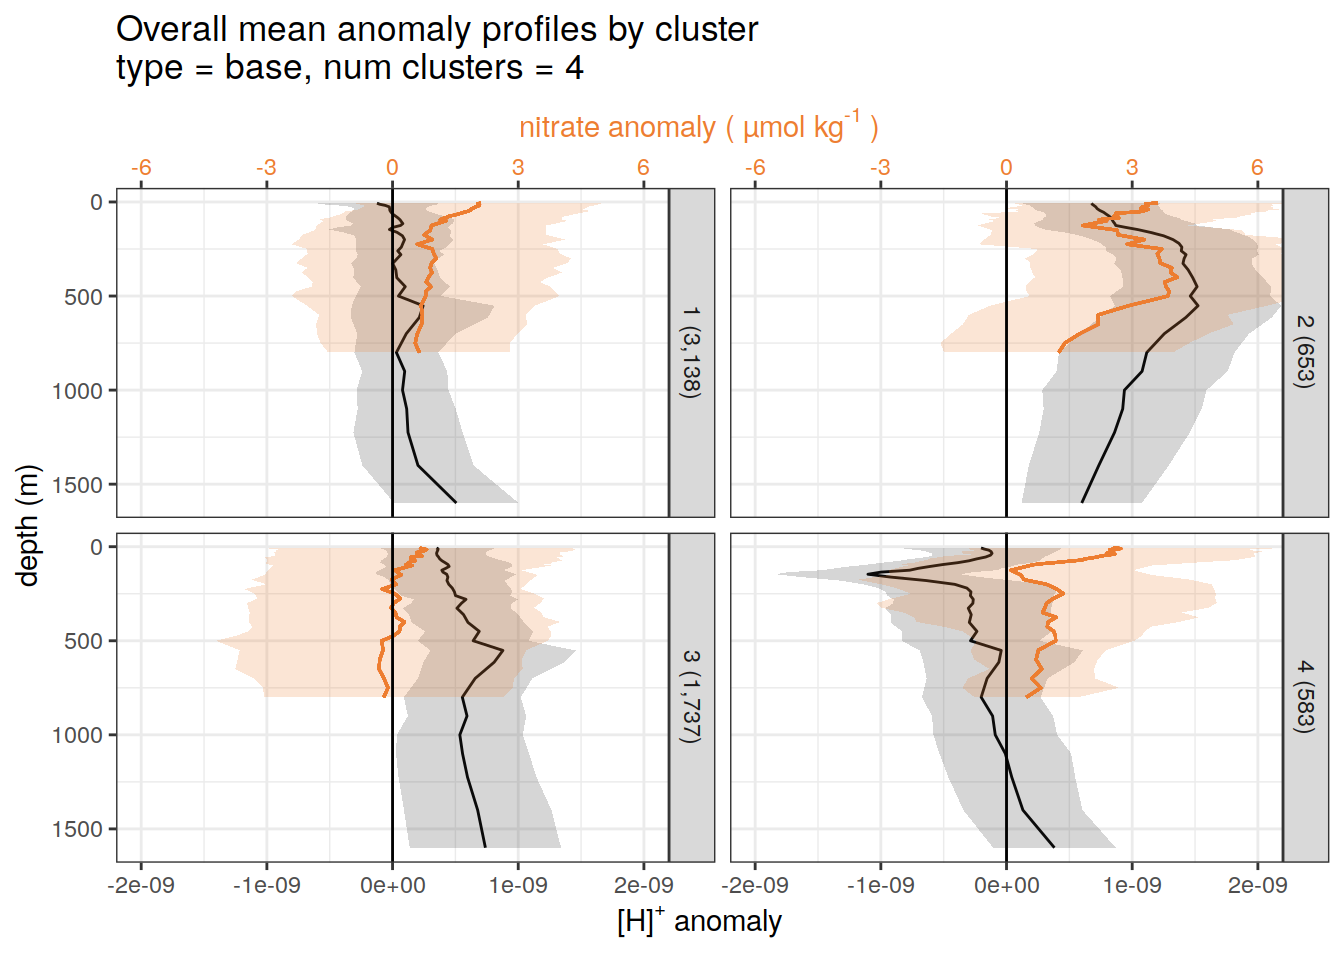 Overall mean anomaly profiles by cluster
type = base, num clusters = 4
nitrate anomaly ( µmol kg⁻¹ )
-6 -3 0 3 6 -6 -3 0 3 6
0
500
1000
1500
1 (3,138)
2 (653)
0
500
1000
1500
3 (1,737)
4 (583)
depth (m)
-2e-09 -1e-09 0e+00 1e-09 2e-09 -2e-09 -1e-09 0e+00 1e-09 2e-09
[H]⁺ anomaly